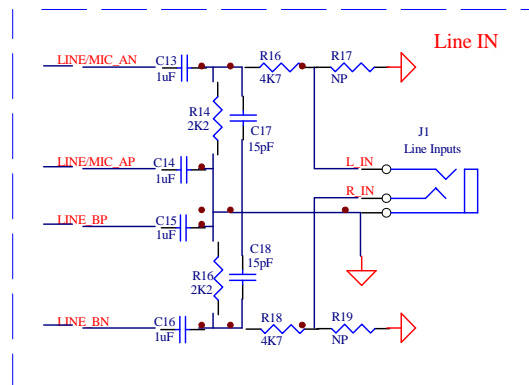 Line IN
LINE/MIC_AN
C13
1uF
R16
4K7
R17
NP
R14
2K2
C17
15pF
J1
Line Inputs
LINE/MIC_AP
C14
1uF
L_IN
R_IN
LINE_BP
C15
1uF
R16
2K2
C18
15pF
LINE_BN
C16
1uF
R18
4K7
R19
NP